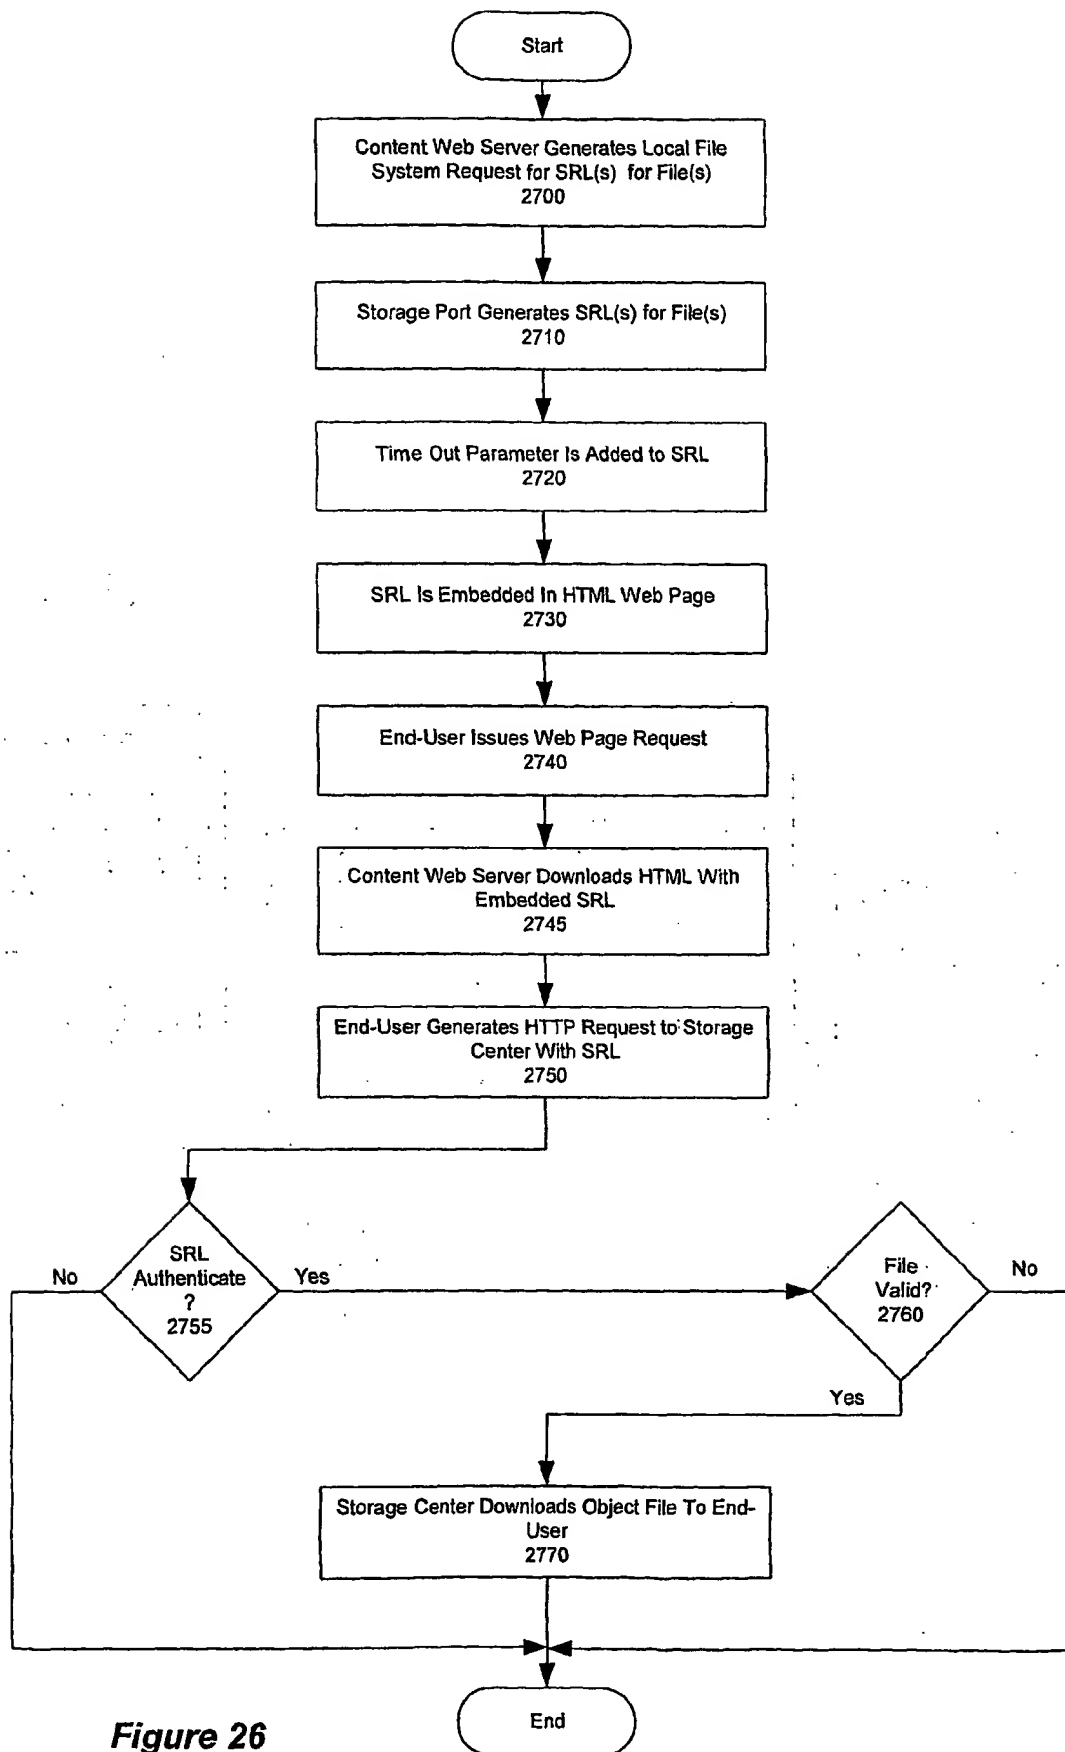 Start
Content Web Server Generates Local File
System Request for SRL(s) for File(s)
2700
Storage Port Generates SRL(s) for File(s)
2710
Time Out Parameter Is Added to SRL
2720
SRL Is Embedded In HTML Web Page
2730
End-User Issues Web Page Request
2740
Content Web Server Downloads HTML With
Embedded SRL
2745
End-User Generates HTTP Request to Storage
Center With SRL
2750
No
SRL
Authenticate
?
2755
Yes
File
Valid?
2760
No
Yes
Storage Center Downloads Object File To End-
User
2770
End
Figure 26